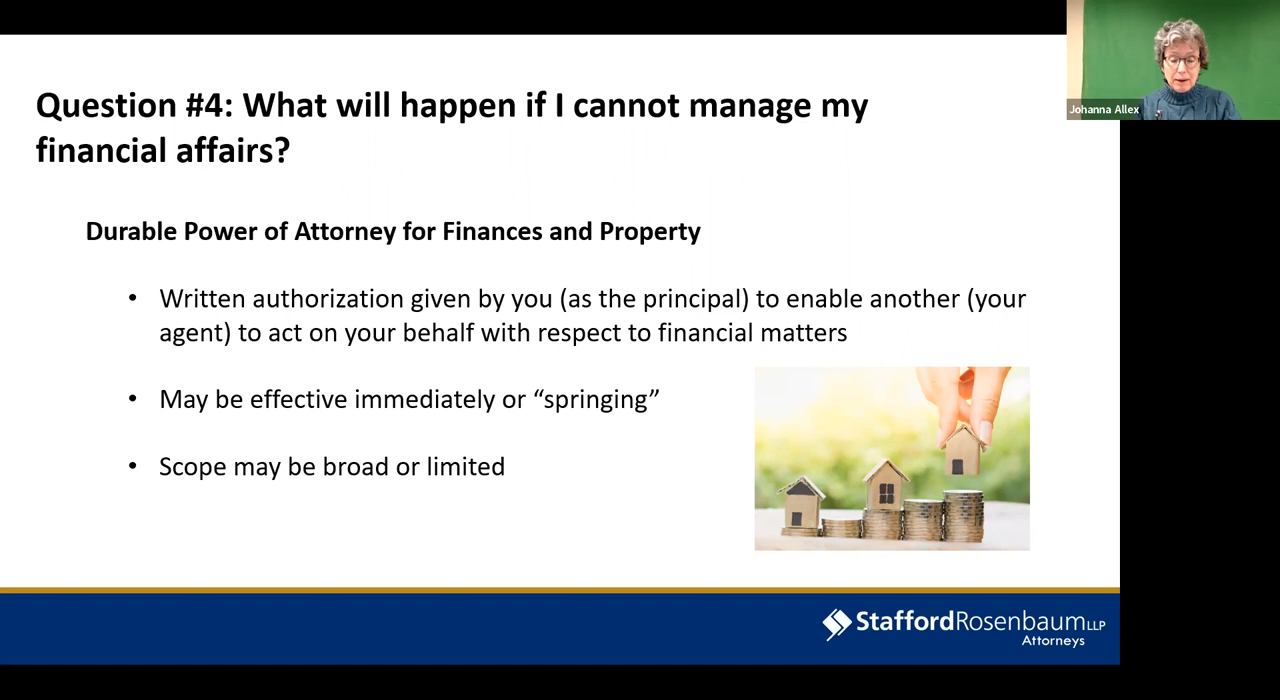 Question #4: What will happen if I cannot manage my
financial affairs?
Johanna Allex
Durable Power of Attorney for Finances and Property
• Written authorization given by you (as the principal) to enable another (your
agent) to act on your behalf with respect to financial matters
• May be effective immediately or “springing”
• Scope may be broad or limited
StaffordRosenbaumLLP
Attorneys